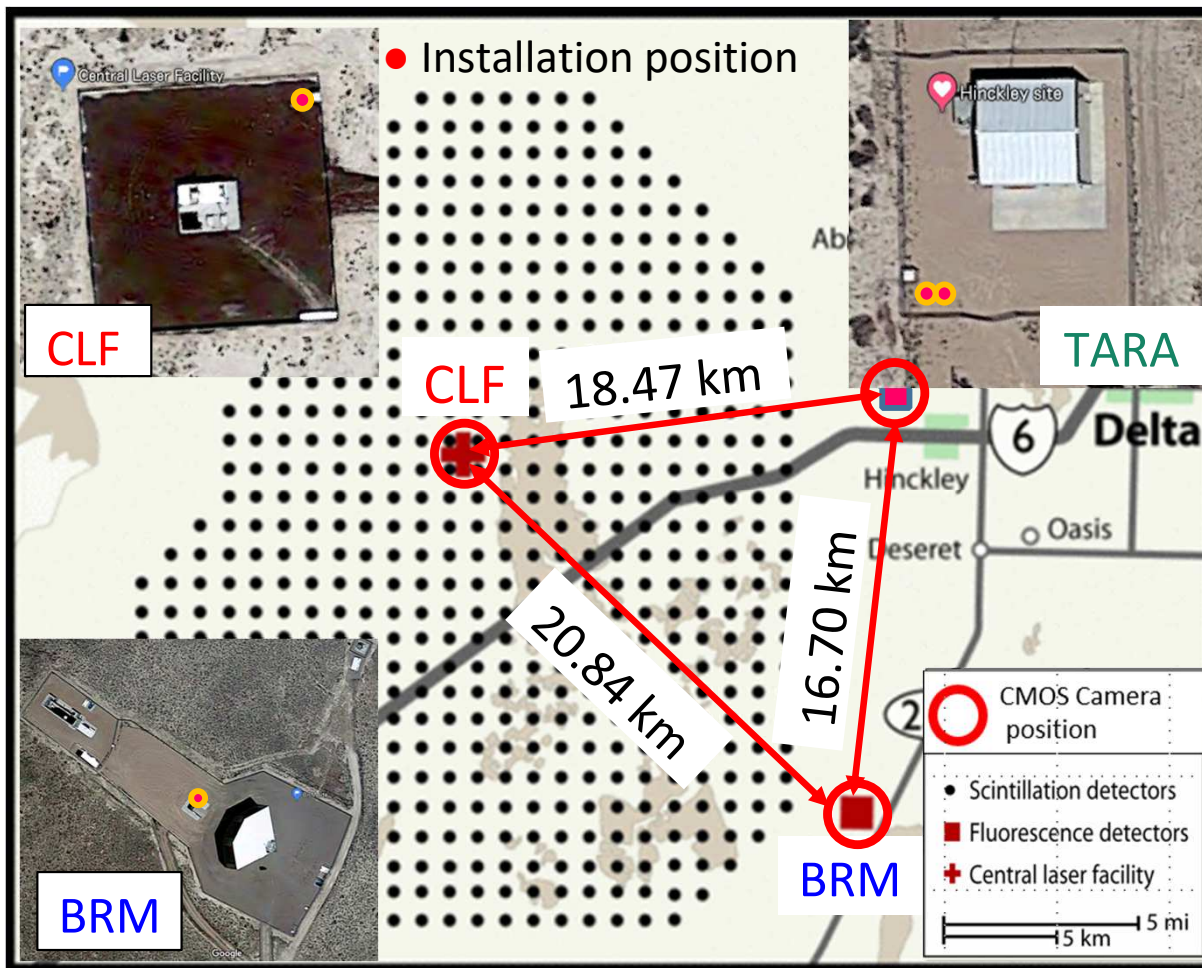 Central Laser Facility
CLF
● Installation position
Hinckley site
TARA
Ab
CLF
18.47 km
6
Delta
Hinckley
Deseret
Oasis
20.84 km
16.70 km
2
BRM
BRM
Google
CMOS Camera
position
Scintillation detectors
Fluorescence detectors
Central laser facility
5 mi
5 km